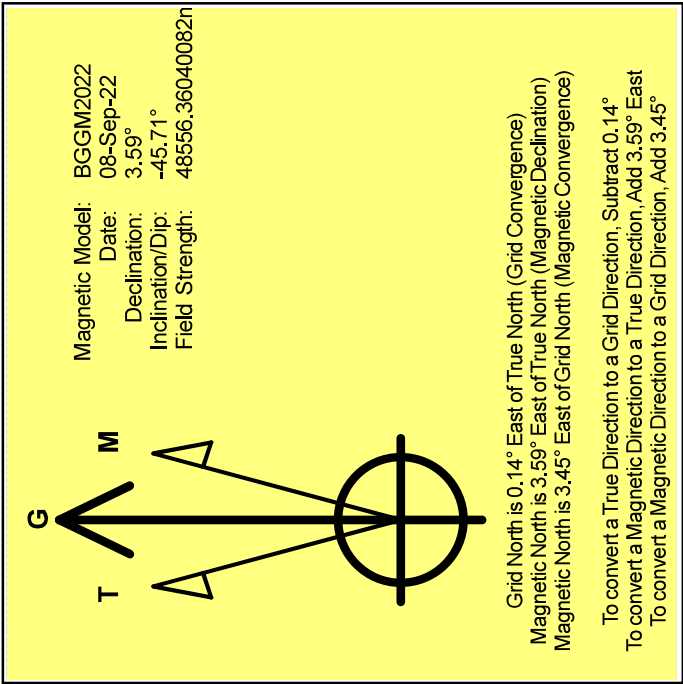 G
T
M
Magnetic Model: BGGM2022
Date: 08-Sep-22
Declination: 3.59°
Inclination/Dip: -45.71°
Field Strength: 48556.36040082n
Grid North is 0.14° East of True North (Grid Convergence)
Magnetic North is 3.59° East of True North (Magnetic Declination)
Magnetic North is 3.45° East of Grid North (Magnetic Convergence)
To convert a True Direction to a Grid Direction, Subtract 0.14°
To convert a Magnetic Direction to a True Direction, Add 3.59° East
To convert a Magnetic Direction to a Grid Direction, Add 3.45°